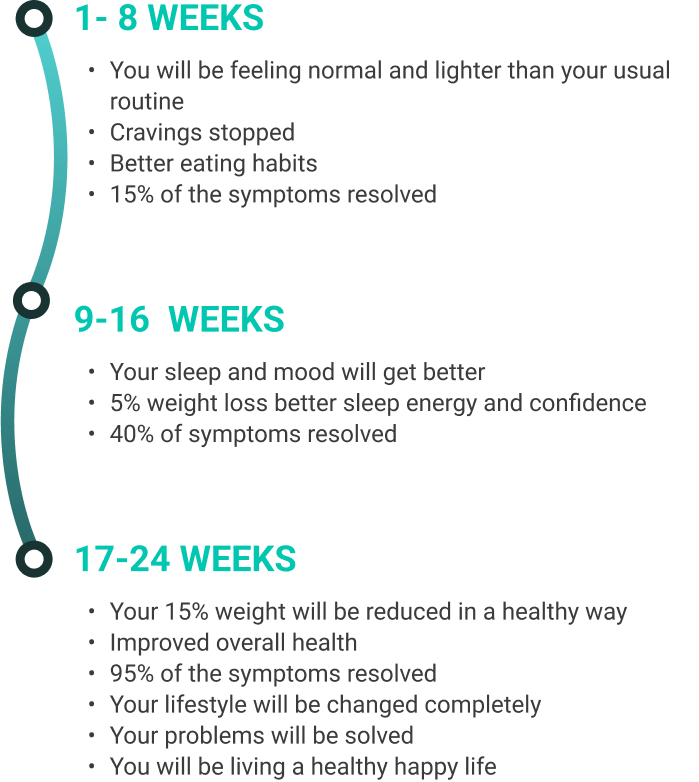 1- 8 WEEKS
• You will be feeling normal and lighter than your usual
routine
• Cravings stopped
• Better eating habits
• 15% of the symptoms resolved
9-16  WEEKS
• Your sleep and mood will get better
• 5% weight loss better sleep energy and confidence
• 40% of symptoms resolved
17-24 WEEKS
• Your 15% weight will be reduced in a healthy way
• Improved overall health
• 95% of the symptoms resolved
• Your lifestyle will be changed completely
• Your problems will be solved
• You will be living a healthy happy life